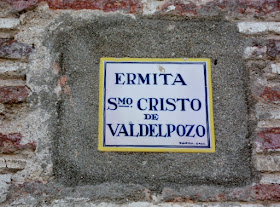 ERMITA
Smo CRISTO
DE
VALDELPOZO